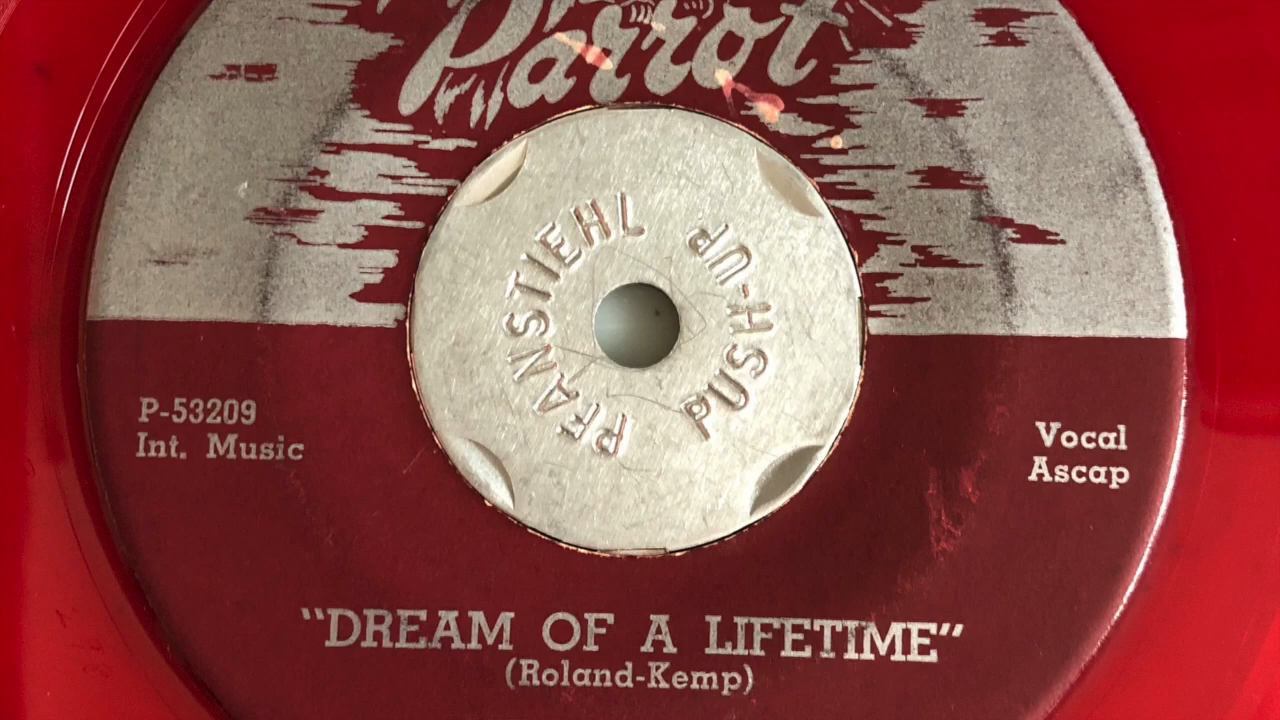 Parrot
PFANSTIEHL
PUSH-UP
P-53209
Int. Music
Vocal
Ascap
"DREAM OF A LIFETIME"
(Roland-Kemp)